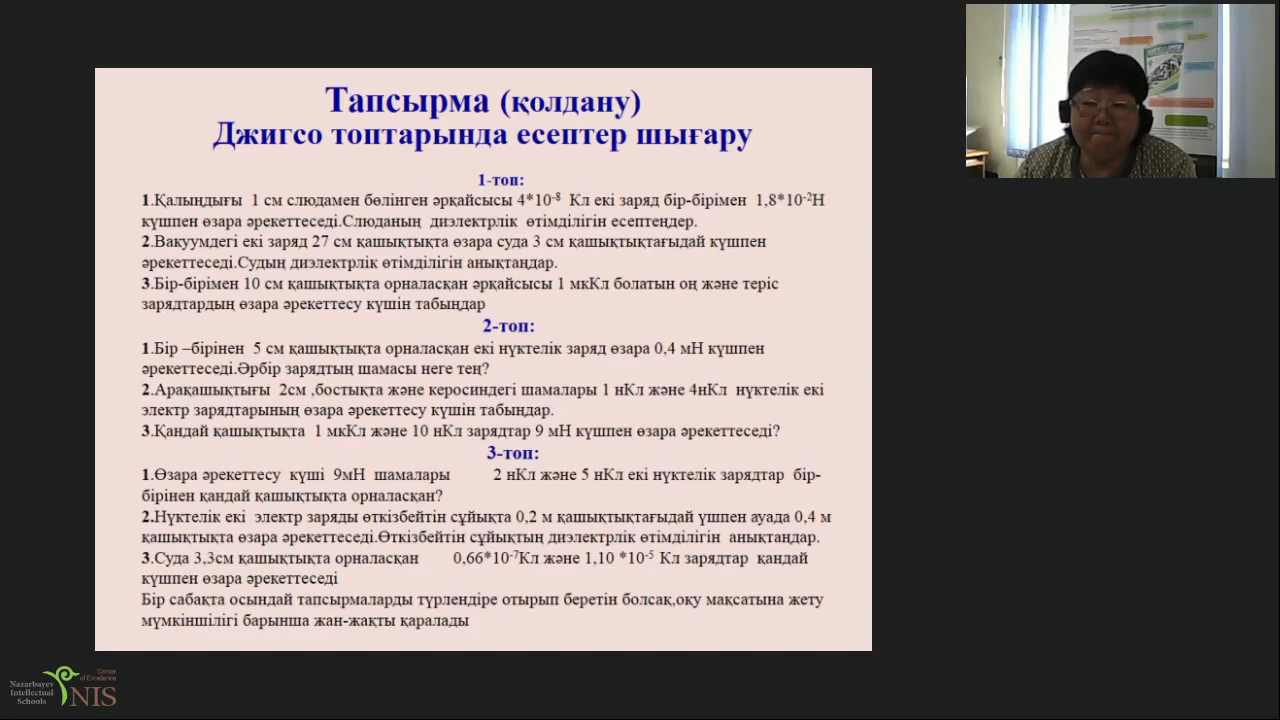 Тапсырма (қолдану)
Джигсо топтарында есептер шығару
1-топ:
1.Қалыңдығы 1 см слюдамен бөлінген әрқайсысы 4*10⁻⁸ Кл екі заряд бір-бірімен 1,8*10⁻²Н
күшпен өзара әрекеттеседі.Слюданың диэлектрлік өтімділігін есептеңдер.
2.Вакуумдегі екі заряд 27 см қашықтықта өзара суда 3 см қашықтықтағыдай күшпен
әрекеттеседі.Судың диэлектрлік өтімділігін анықтаңдар.
3.Бір-бірімен 10 см қашықтықта орналасқан әрқайсысы 1 мкКл болатын оң және теріс
зарядтардың өзара әрекеттесу күшін табыңдар
2-топ:
1.Бір –бірінен 5 см қашықтықта орналасқан екі нүктелік заряд өзара 0,4 мН күшпен
әрекеттеседі.Әрбір зарядтың шамасы неге тең?
2.Арақашықтығы 2см ,бостықта және керосиндегі шамалары 1 нКл және 4нКл нүктелік екі
электр зарядтарының өзара әрекеттесу күшін табыңдар.
3.Қандай қашықтықта 1 мкКл және 10 нКл зарядтар 9 мН күшпен өзара әрекеттеседі?
3-топ:
1.Өзара әрекеттесу күші 9мН шамалары 2 нКл және 5 нКл екі нүктелік зарядтар бір-
бірінен қандай қашықтықта орналасқан?
2.Нүктелік екі электр заряды өткізбейтін сұйықта 0,2 м қашықтықтағыдай үшпен ауада 0,4 м
қашықтықта өзара әрекеттеседі.Өткізбейтін сұйықтың диэлектрлік өтімділігін анықтаңдар.
3.Суда 3,3см қашықтықта орналасқан 0,66*10⁻⁷Кл және 1,10 *10⁻⁵ Кл зарядтар қандай
күшпен өзара әрекеттеседі
Бір сабақта осындай тапсырмаларды түрлендіре отырып беретін болсақ,оқу мақсатына жету
мүмкіншілігі барынша жан-жақты қаралады
Nazarbayev
Intellectual
Schools
Center
of Excellence
NIS